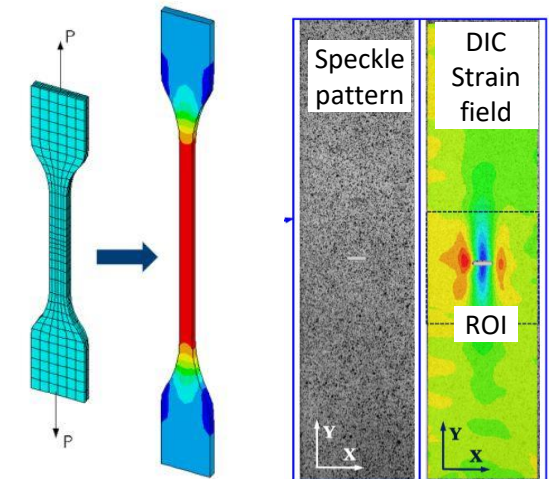 P
P
Speckle
pattern
Y
X
DIC
Strain
field
ROI
Y
X